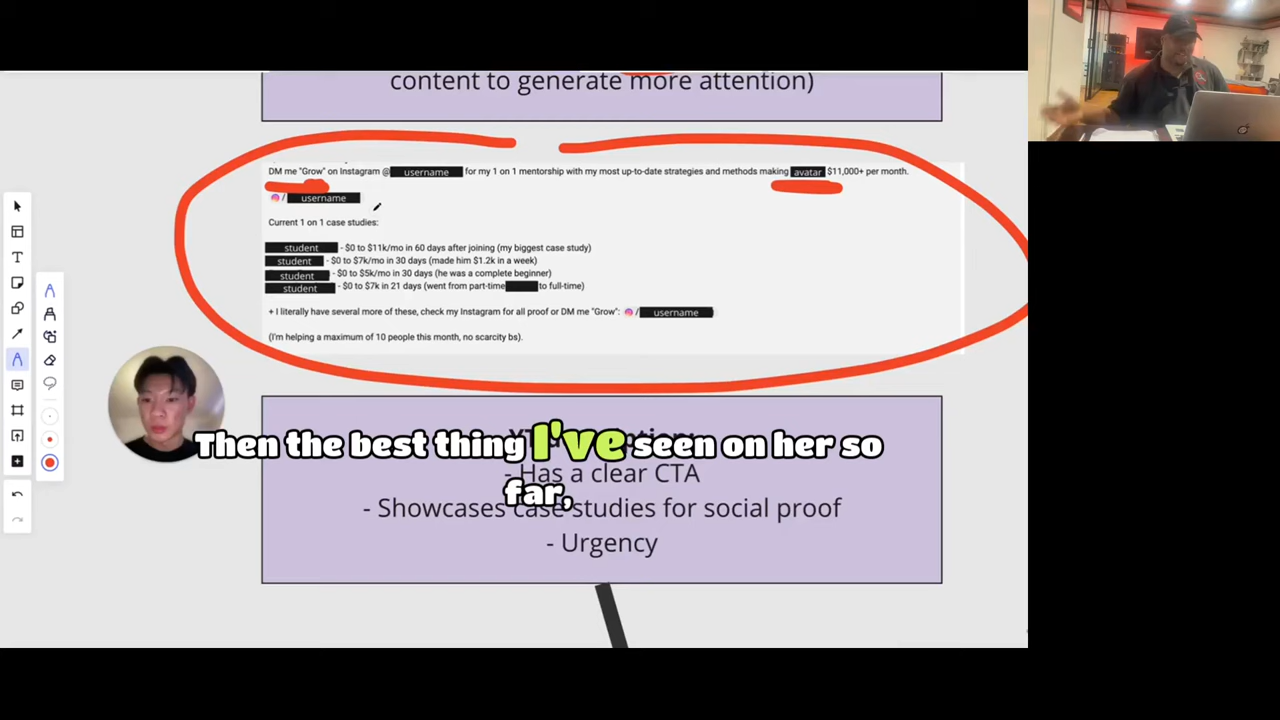 content to generate more attention)
DM me "Grow" on Instagram @ username for my 1 on 1 mentorship with my most up-to-date strategies and methods making avatar $11,000+ per month.
/ username
Current 1 on 1 case studies:
student - $0 to $11k/mo in 60 days after joining (my biggest case study)
student - $0 to $7k/mo in 30 days (made him $1.2k in a week)
student - $0 to $5k/mo in 30 days (he was a complete beginner)
student - $0 to $7k in 21 days (went from part-time to full-time)
+ I literally have several more of these, check my Instagram for all proof or DM me "Grow": / username
(I'm helping a maximum of 10 people this month, no scarcity bs).
Then the best thing I've seen on her so
far,
- Has a clear CTA
- Showcases case studies for social proof
- Urgency